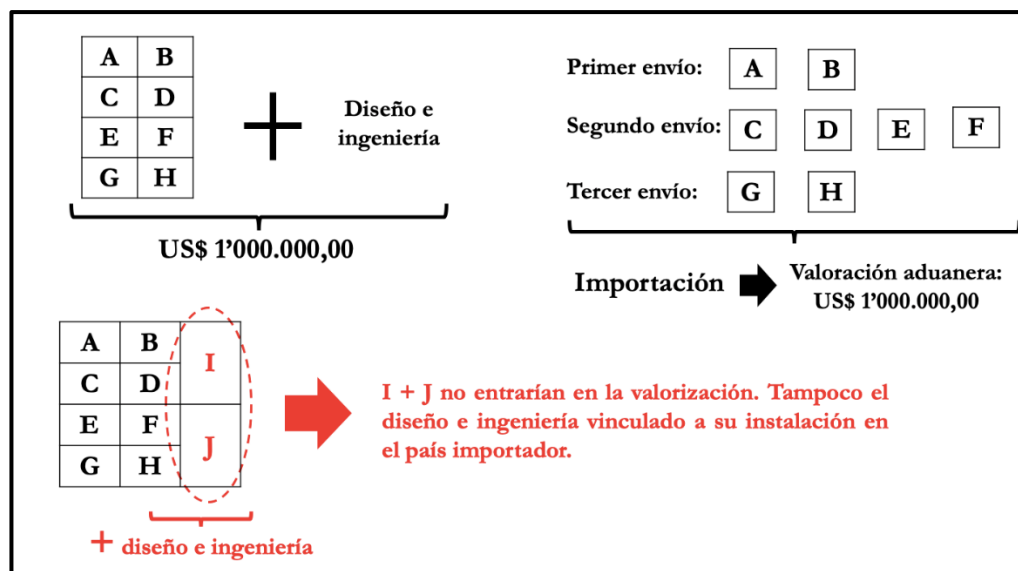 A B
C D
E F
G H
+
Diseño e
ingeniería
US$ 1’000.000,00
Primer envío: A B
Segundo envío: C D E F
Tercer envío: G H
Importación
Valoración aduanera:
US$ 1’000.000,00
A B
C D
E F
G H
I
J
+ diseño e ingeniería
I + J no entrarían en la valorización. Tampoco el
diseño e ingeniería vinculado a su instalación en
el país importador.